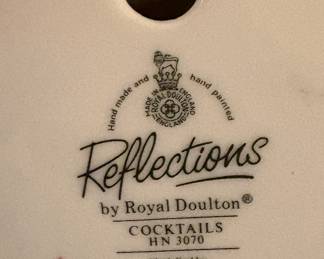 Hand made and hand painted
MADE IN ENGLAND
ROYAL DOULTON
ENGLAND
Reflections
by Royal Doulton®
COCKTAILS
HN 3070